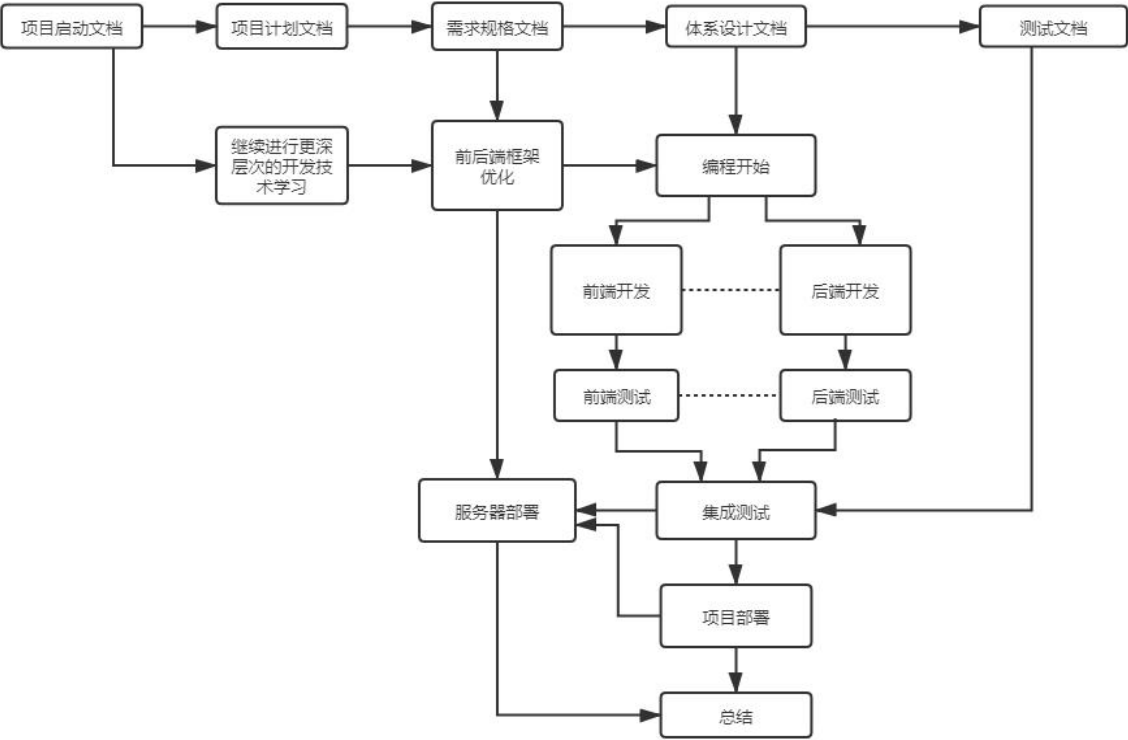 项目启动文档
项目计划文档
需求规格文档
体系设计文档
测试文档
继续进行更深
层次的开发技
术学习
前后端框架
优化
编程开始
前端开发
后端开发
前端测试
后端测试
服务器部署
集成测试
项目部署
总结